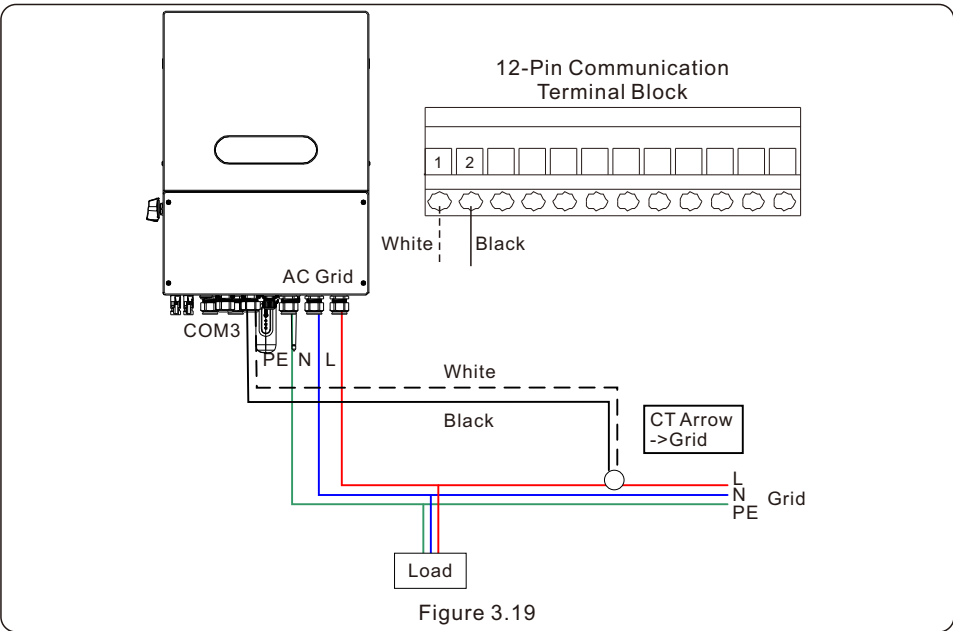 12-Pin Communication
Terminal Block
1 2
White Black
AC Grid
COM3
PE N L
White
Black
CT Arrow
->Grid
L
N Grid
PE
Load
Figure 3.19